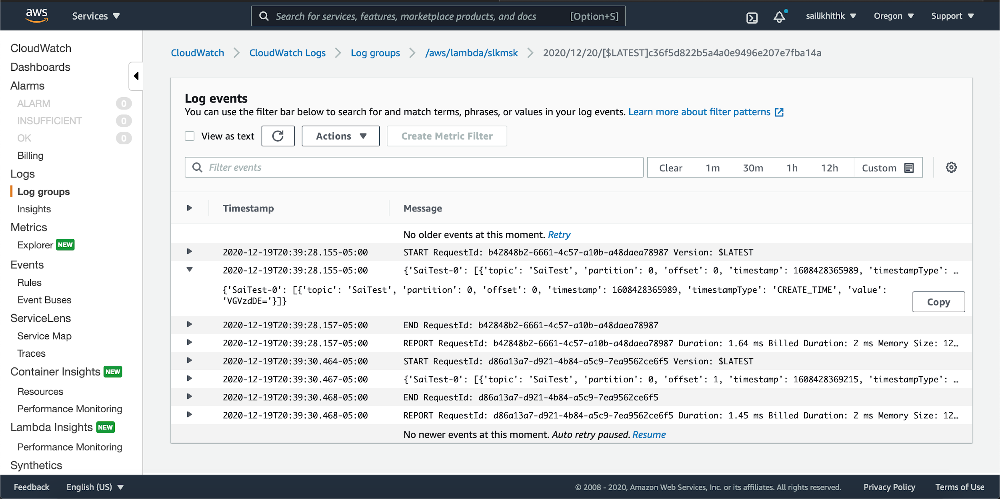 aws
Services
Search for services, features, marketplace products, and docs [Option+S]
sailikhithk
Oregon
Support
CloudWatch
Dashboards
Alarms
ALARM 0
INSUFFICIENT 0
OK 0
Billing
Logs
Log groups
Insights
Metrics
Explorer NEW
Events
Rules
Event Buses
ServiceLens
Service Map
Traces
Container Insights NEW
Resources
Performance Monitoring
Lambda Insights NEW
Performance Monitoring
Synthetics
CloudWatch CloudWatch Logs Log groups /aws/lambda/slkmsk 2020/12/20/[$LATEST]c36f5d822b5a4a0e9496e207e7fba14a
Log events
You can use the filter bar below to search for and match terms, phrases, or values in your log events. Learn more about filter patterns
View as text Actions Create Metric Filter
Filter events Clear 1m 30m 1h 12h Custom
Timestamp Message
No older events at this moment. Retry
2020-12-19T20:39:28.155-05:00 START RequestId: b42848b2-6661-4c57-a10b-a48daea78987 Version: $LATEST
2020-12-19T20:39:28.155-05:00 {'SaiTest-0': [{'topic': 'SaiTest', 'partition': 0, 'offset': 0, 'timestamp': 1608428365989, 'timestampType': …
{'SaiTest-0': [{'topic': 'SaiTest', 'partition': 0, 'offset': 0, 'timestamp': 1608428365989, 'timestampType': 'CREATE_TIME', 'value':
'VGVzdDE='}]}
Copy
2020-12-19T20:39:28.157-05:00 END RequestId: b42848b2-6661-4c57-a10b-a48daea78987
2020-12-19T20:39:28.157-05:00 REPORT RequestId: b42848b2-6661-4c57-a10b-a48daea78987 Duration: 1.64 ms Billed Duration: 2 ms Memory Size: 12…
2020-12-19T20:39:30.464-05:00 START RequestId: d86a13a7-d921-4b84-a5c9-7ea9562ce6f5 Version: $LATEST
2020-12-19T20:39:30.467-05:00 {'SaiTest-0': [{'topic': 'SaiTest', 'partition': 0, 'offset': 1, 'timestamp': 1608428369215, 'timestampType': …
2020-12-19T20:39:30.468-05:00 END RequestId: d86a13a7-d921-4b84-a5c9-7ea9562ce6f5
2020-12-19T20:39:30.468-05:00 REPORT RequestId: d86a13a7-d921-4b84-a5c9-7ea9562ce6f5 Duration: 1.45 ms Billed Duration: 2 ms Memory Size: 12…
No newer events at this moment. Auto retry paused. Resume
Feedback English (US) © 2008 - 2020, Amazon Web Services, Inc. or its affiliates. All rights reserved. Privacy Policy Terms of Use